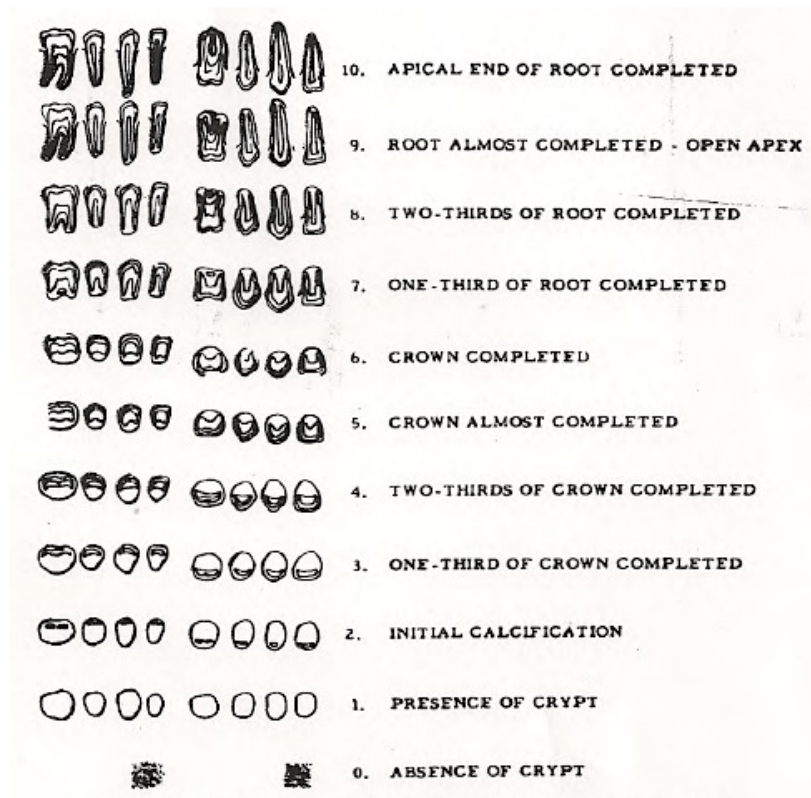 10. APICAL END OF ROOT COMPLETED
9. ROOT ALMOST COMPLETED - OPEN APEX
8. TWO-THIRDS OF ROOT COMPLETED
7. ONE-THIRD OF ROOT COMPLETED
6. CROWN COMPLETED
5. CROWN ALMOST COMPLETED
4. TWO-THIRDS OF CROWN COMPLETED
3. ONE-THIRD OF CROWN COMPLETED
2. INITIAL CALCIFICATION
1. PRESENCE OF CRYPT
0. ABSENCE OF CRYPT